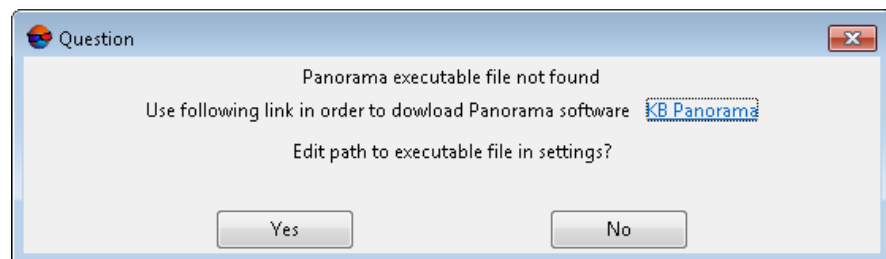 Question
Panorama executable file not found
Use following link in order to dowload Panorama software KB Panorama
Edit path to executable file in settings?
Yes No